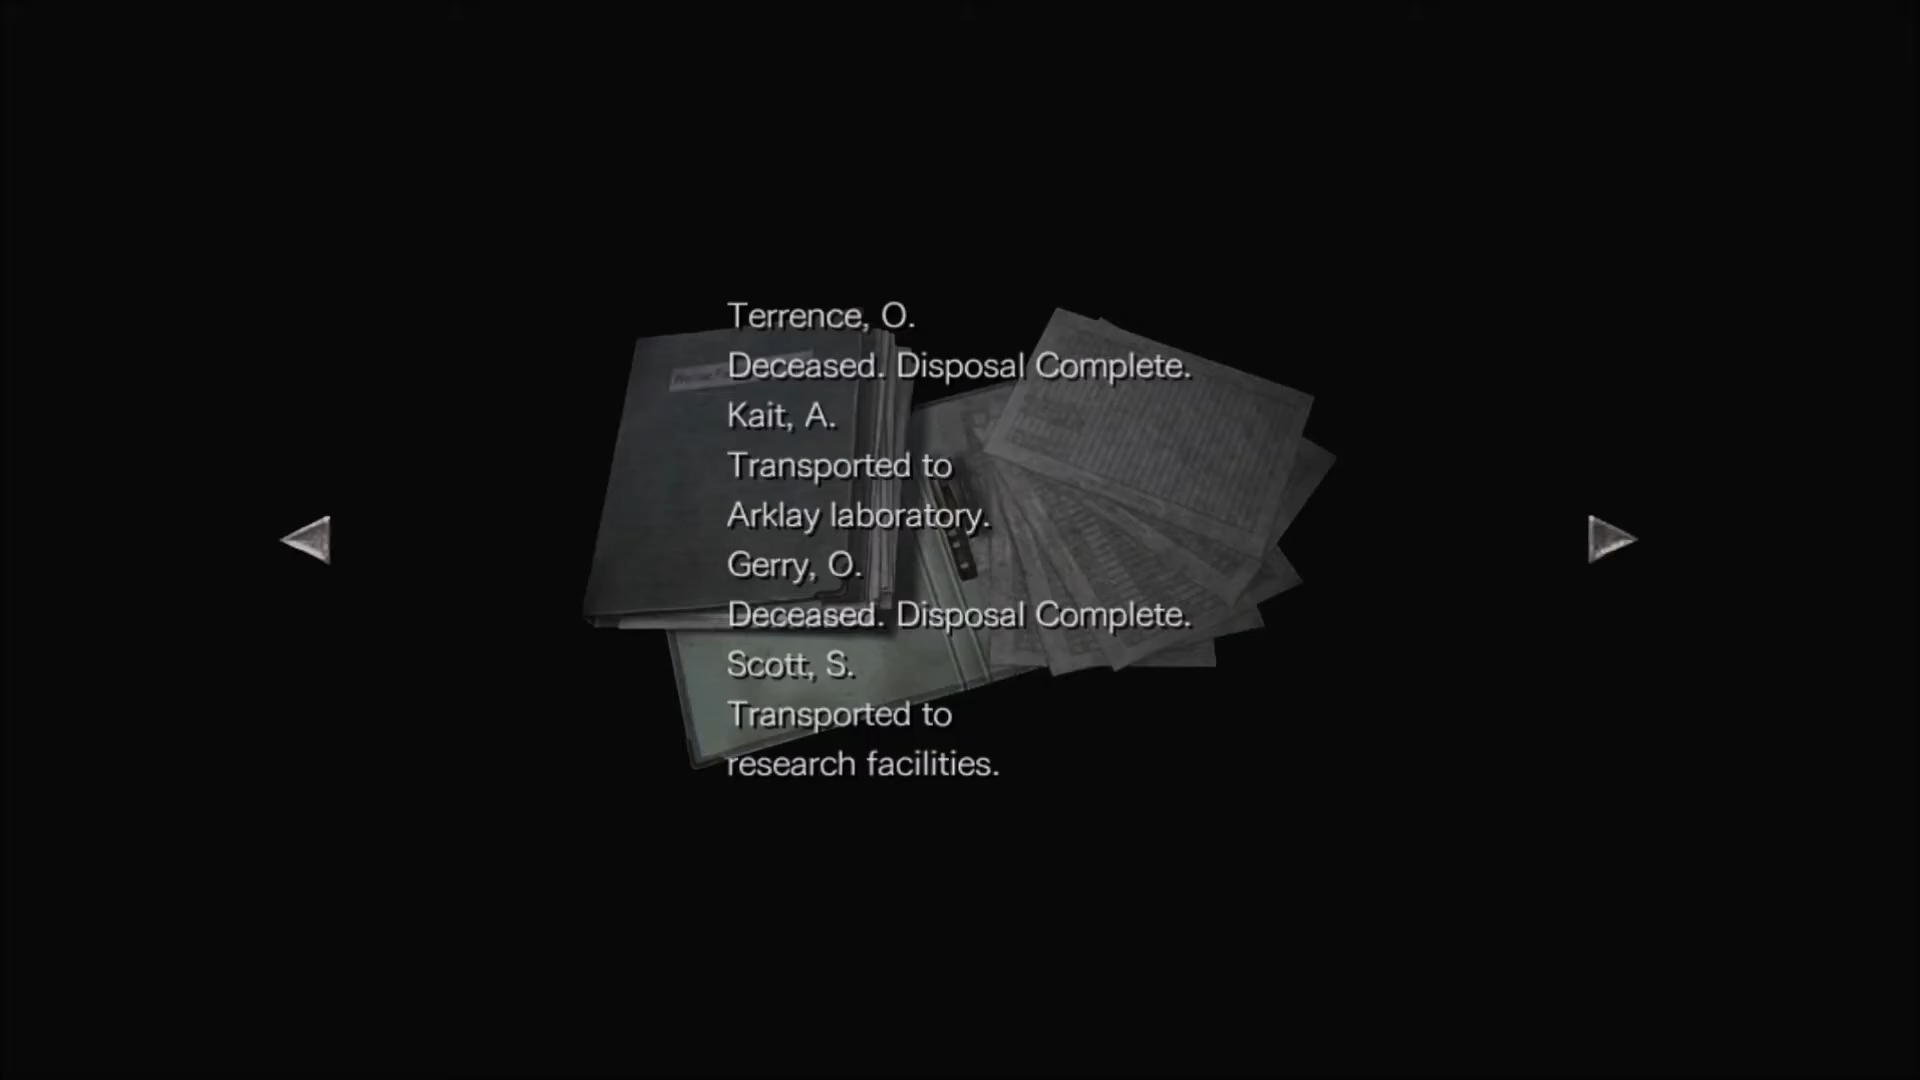 Terrence, O.
Deceased. Disposal Complete.
Kait, A.
Transported to
Arklay laboratory.
Gerry, O.
Deceased. Disposal Complete.
Scott, S.
Transported to
research facilities.